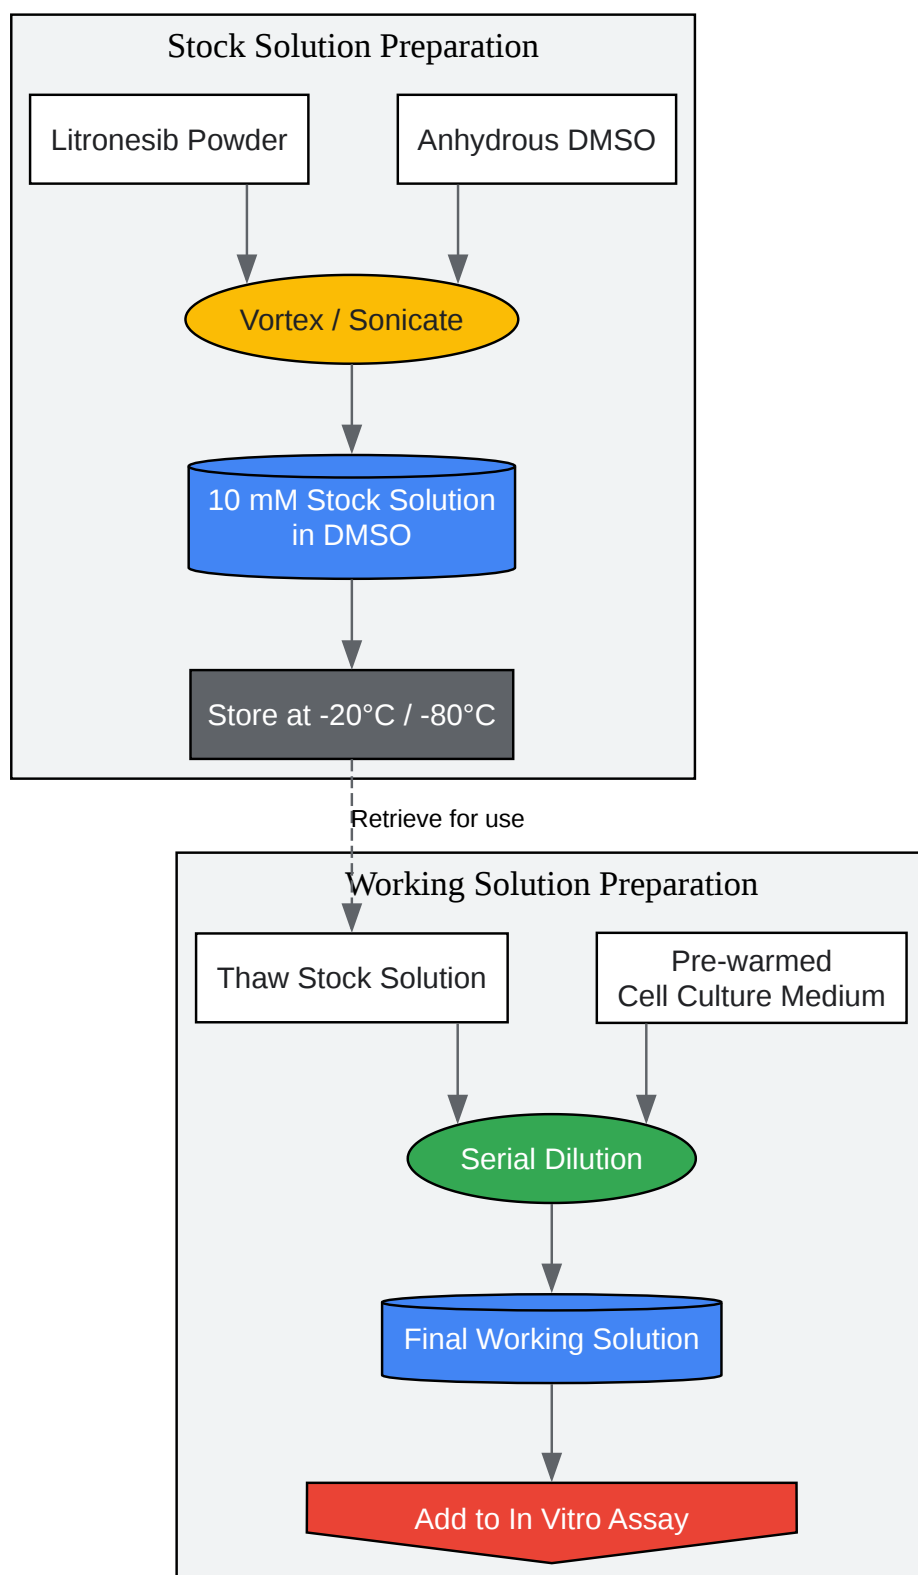 Stock Solution Preparation
Litronesib Powder
Anhydrous DMSO
Vortex / Sonicate
10 mM Stock Solution
in DMSO
Store at -20°C / -80°C
Retrieve for use
Working Solution Preparation
Thaw Stock Solution
Pre-warmed
Cell Culture Medium
Serial Dilution
Final Working Solution
Add to In Vitro Assay